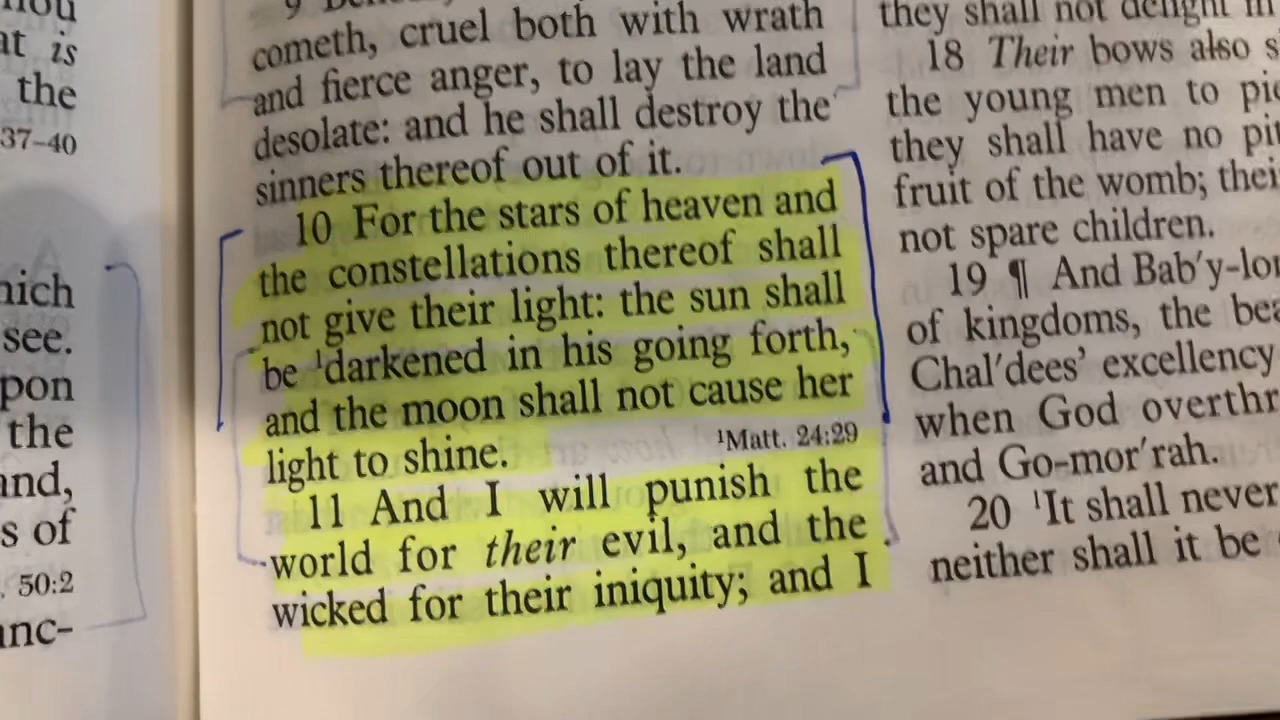 at is
the
37–40
see.
the
s of
50:2
cometh, cruel both with wrath
and fierce anger, to lay the land
desolate: and he shall destroy the
sinners thereof out of it.
10 For the stars of heaven and
the constellations thereof shall
not give their light: the sun shall
be ¹darkened in his going forth,
and the moon shall not cause her
light to shine. ¹Matt. 24:29
11 And I will punish the
world for their evil, and the
wicked for their iniquity; and I
they shall not delight
18 Their bows also
the young men to
they shall have no
fruit of the womb;
not spare children.
19 ¶ And
of kingdoms, the
Chal′dees′ excellency
when God
and Go-mor′rah.
20 ¹It shall never
neither shall it be